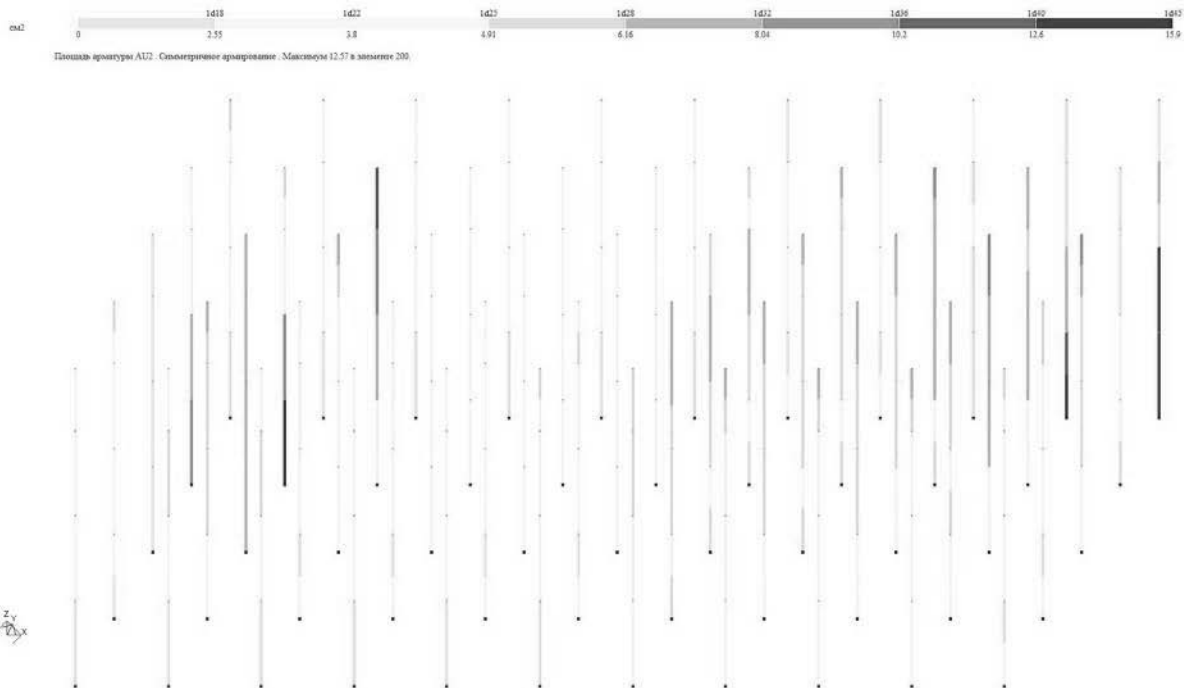 1d18 1d22 1d25 1d28 1d32 1d36 1d40 1d45
см2
0 2.55 3.8 4.91 6.16 8.04 10.2 12.6 15.9
Площадь арматуры AU2 . Симметричное армирование . Максимум 12.57 в элементе 200.
Z
Y
X